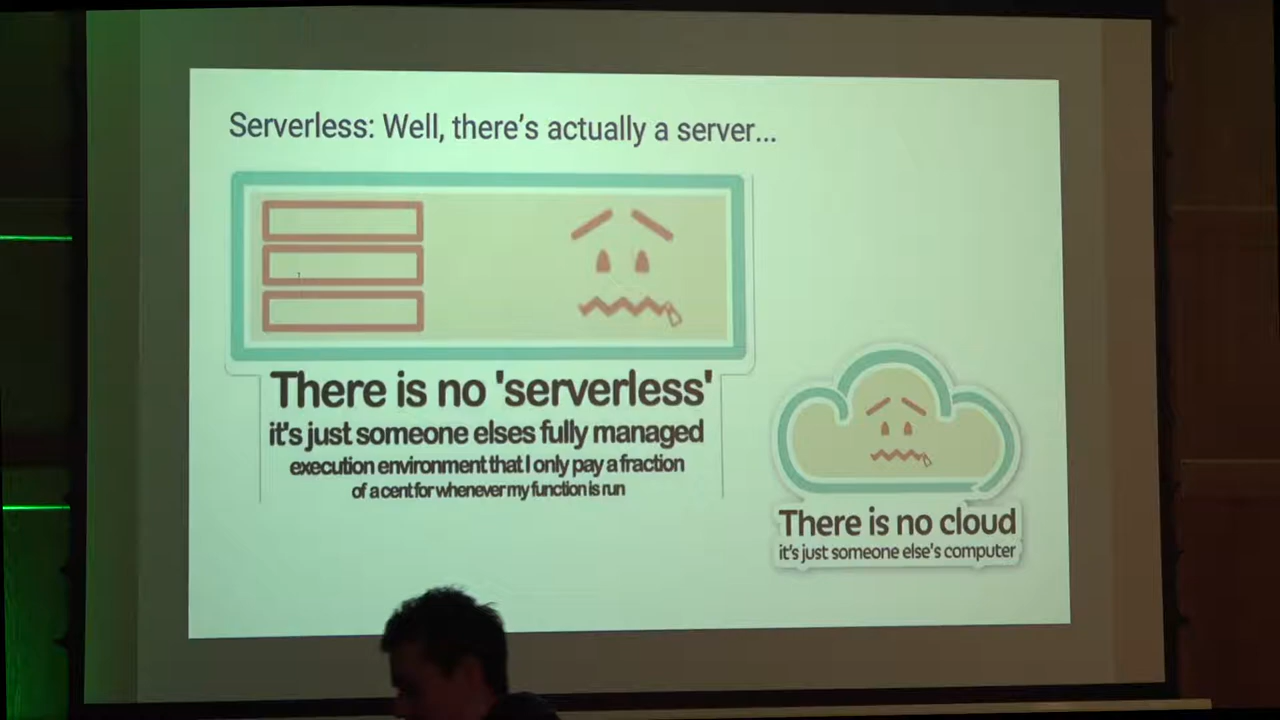 Serverless: Well, there's actually a server...
There is no 'serverless'
it's just someone elses fully managed
execution environment that I only pay a fraction
of a cent for whenever my function is run
There is no cloud
it's just someone else's computer